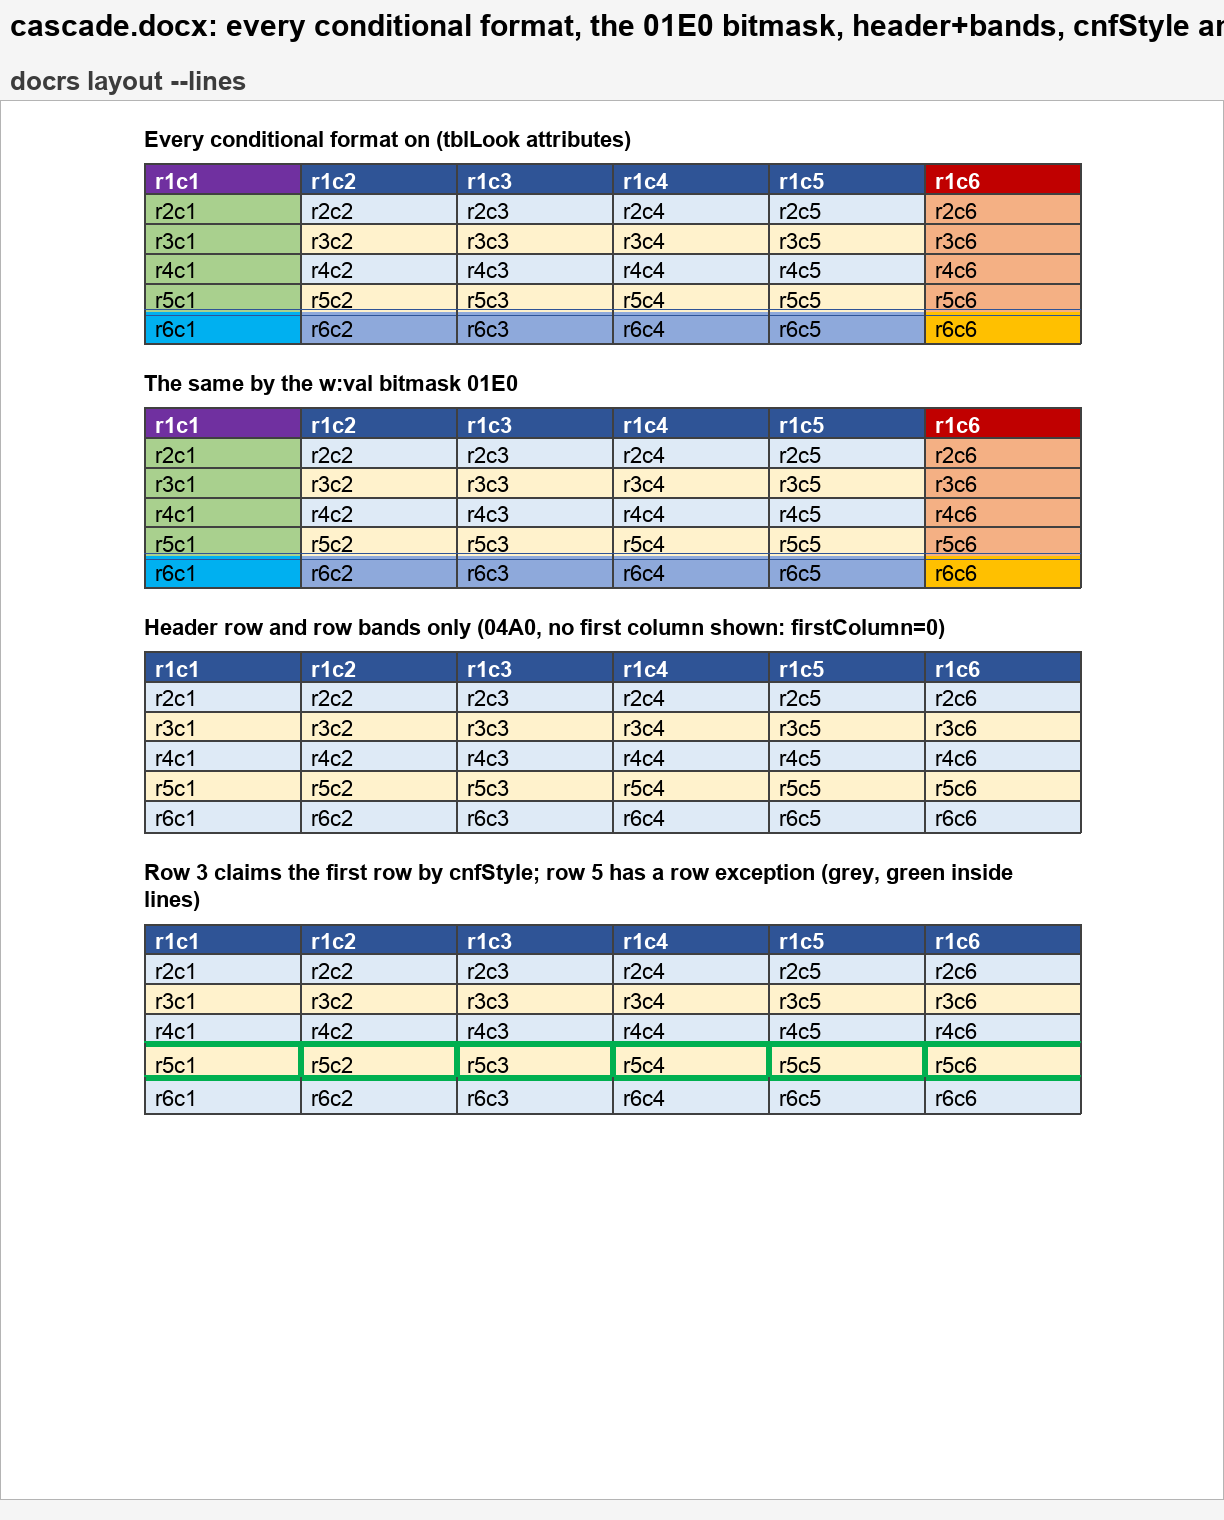 cascade.docx: every conditional format, the 01E0 bitmask, header+bands, cnfStyle
docrs layout --lines
Every conditional format on (tblLook attributes)
r1c1 r1c2 r1c3 r1c4 r1c5 r1c6
r2c1 r2c2 r2c3 r2c4 r2c5 r2c6
r3c1 r3c2 r3c3 r3c4 r3c5 r3c6
r4c1 r4c2 r4c3 r4c4 r4c5 r4c6
r5c1 r5c2 r5c3 r5c4 r5c5 r5c6
r6c1 r6c2 r6c3 r6c4 r6c5 r6c6
The same by the w:val bitmask 01E0
r1c1 r1c2 r1c3 r1c4 r1c5 r1c6
r2c1 r2c2 r2c3 r2c4 r2c5 r2c6
r3c1 r3c2 r3c3 r3c4 r3c5 r3c6
r4c1 r4c2 r4c3 r4c4 r4c5 r4c6
r5c1 r5c2 r5c3 r5c4 r5c5 r5c6
r6c1 r6c2 r6c3 r6c4 r6c5 r6c6
Header row and row bands only (04A0, no first column shown: firstColumn=0)
r1c1 r1c2 r1c3 r1c4 r1c5 r1c6
r2c1 r2c2 r2c3 r2c4 r2c5 r2c6
r3c1 r3c2 r3c3 r3c4 r3c5 r3c6
r4c1 r4c2 r4c3 r4c4 r4c5 r4c6
r5c1 r5c2 r5c3 r5c4 r5c5 r5c6
r6c1 r6c2 r6c3 r6c4 r6c5 r6c6
Row 3 claims the first row by cnfStyle; row 5 has a row exception (grey, green inside
lines)
r1c1 r1c2 r1c3 r1c4 r1c5 r1c6
r2c1 r2c2 r2c3 r2c4 r2c5 r2c6
r3c1 r3c2 r3c3 r3c4 r3c5 r3c6
r4c1 r4c2 r4c3 r4c4 r4c5 r4c6
r5c1 r5c2 r5c3 r5c4 r5c5 r5c6
r6c1 r6c2 r6c3 r6c4 r6c5 r6c6